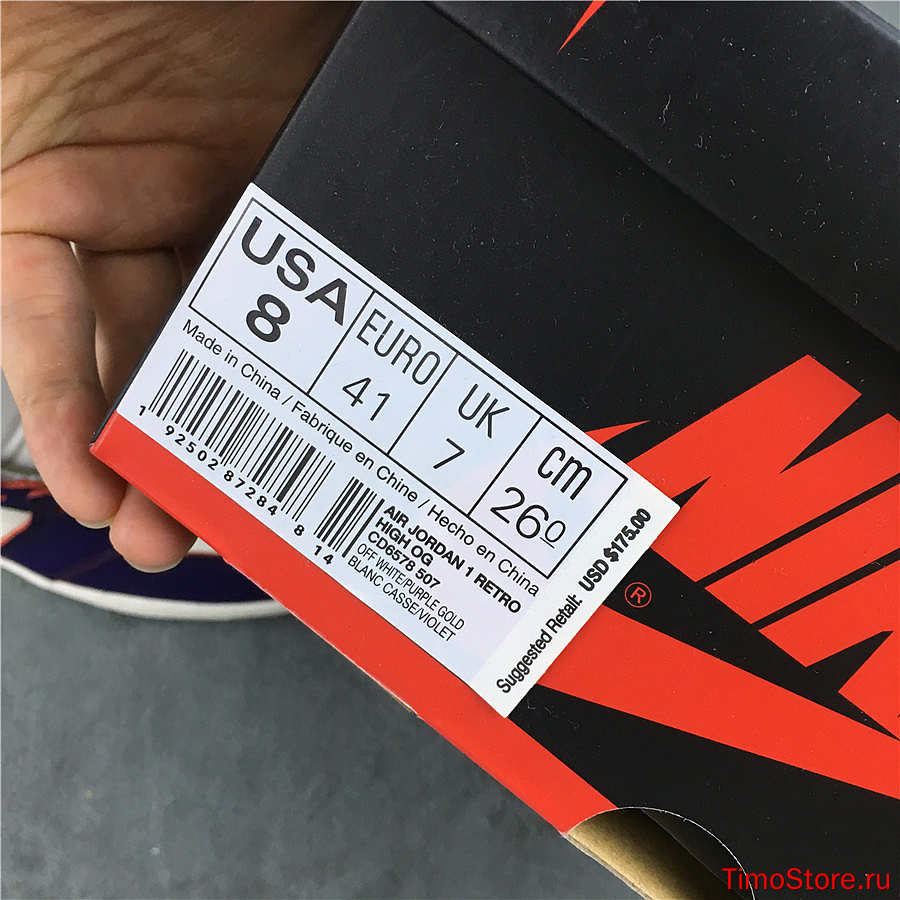 USA
8
EURO
41
UK
7
cm
26.0
Made in China / Fabrique en Chine / Hecho en China
1 92502 87284 8 14
AIR JORDAN 1 RETRO
HIGH OG
CD6578 507
OFF WHITE/PURPLE GOLD
BLANC CASSE/VIOLET
Suggested Retail: USD $175.00
®
TimoStore.ru